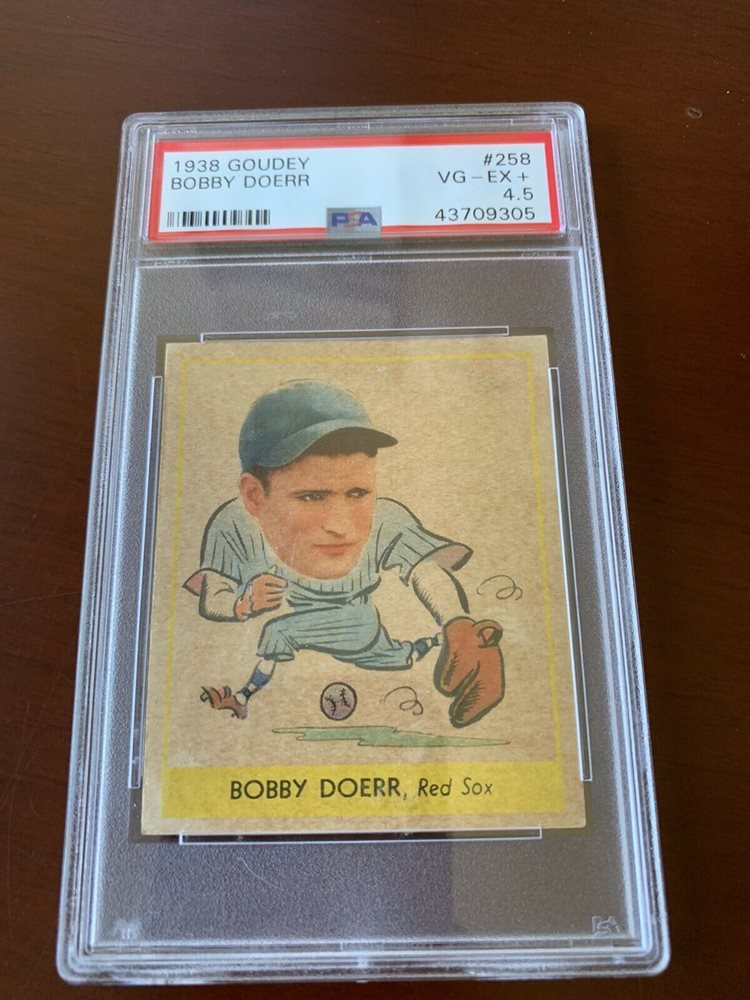 1938 GOUDEY #258
BOBBY DOERR VG-EX+
4.5
PSA 43709305
BOBBY DOERR, Red Sox